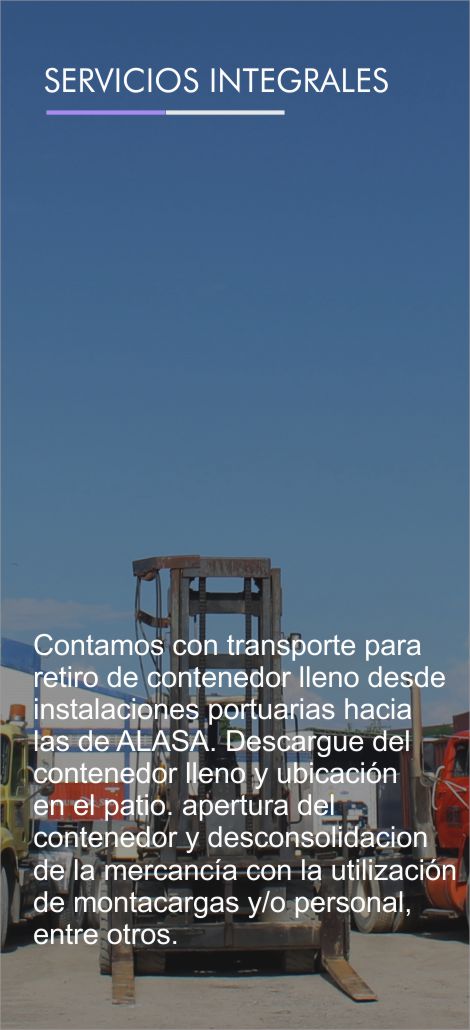 SERVICIOS INTEGRALES
Contamos con transporte para
retiro de contenedor lleno desde
instalaciones portuarias hacia
las de ALASA. Descargue del
contenedor lleno y ubicación
en el patio. apertura del
contenedor y desconsolidacion
de la mercancía con la utilización
de montacargas y/o personal,
entre otros.